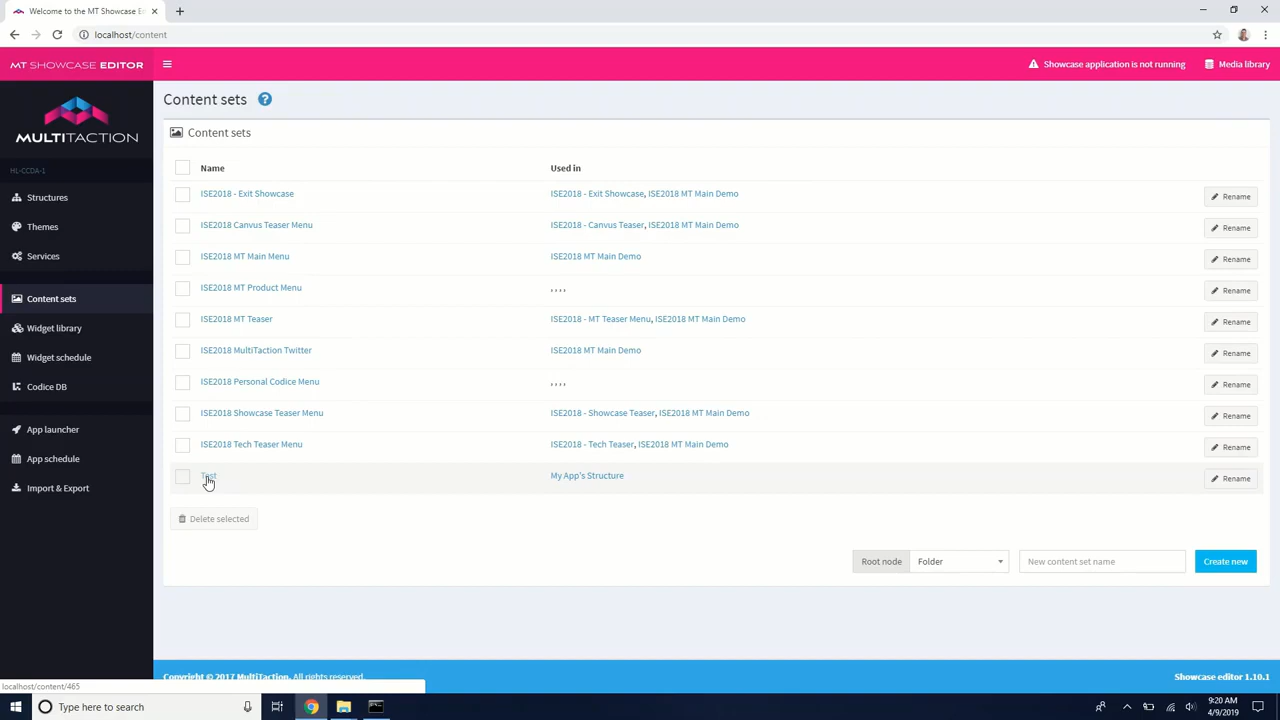 Welcome to the MT Showcase Ed
localhost/content
MT SHOWCASE EDITOR
Showcase application is not running
Media library
MULTITACTION
HL-CCDA-1
Structures
Themes
Services
Content sets
Widget library
Widget schedule
Codice DB
App launcher
App schedule
Import & Export
Content sets ?
Content sets
Name Used in
ISE2018 - Exit Showcase ISE2018 - Exit Showcase, ISE2018 MT Main Demo Rename
ISE2018 Canvus Teaser Menu ISE2018 - Canvus Teaser, ISE2018 MT Main Demo Rename
ISE2018 MT Main Menu ISE2018 MT Main Demo Rename
ISE2018 MT Product Menu , , , , Rename
ISE2018 MT Teaser ISE2018 - MT Teaser Menu, ISE2018 MT Main Demo Rename
ISE2018 MultiTaction Twitter ISE2018 MT Main Demo Rename
ISE2018 Personal Codice Menu , , , , Rename
ISE2018 Showcase Teaser Menu ISE2018 - Showcase Teaser, ISE2018 MT Main Demo Rename
ISE2018 Tech Teaser Menu ISE2018 - Tech Teaser, ISE2018 MT Main Demo Rename
Test My App's Structure Rename
Delete selected
Root node Folder New content set name Create new
Copyright © 2017 MultiTaction. All rights reserved.
Showcase editor 1.10.1
localhost/content/465
Type here to search
9:20 AM
4/9/2019